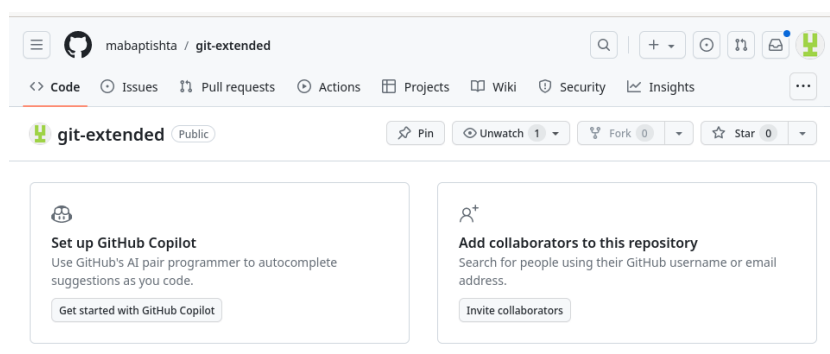 mabaptishta / git-extended
Code Issues Pull requests Actions Projects Wiki Security Insights
git-extended Public Pin Unwatch 1 Fork 0 Star 0
Set up GitHub Copilot
Use GitHub's AI pair programmer to autocomplete
suggestions as you code.
Get started with GitHub Copilot
Add collaborators to this repository
Search for people using their GitHub username or email
address.
Invite collaborators